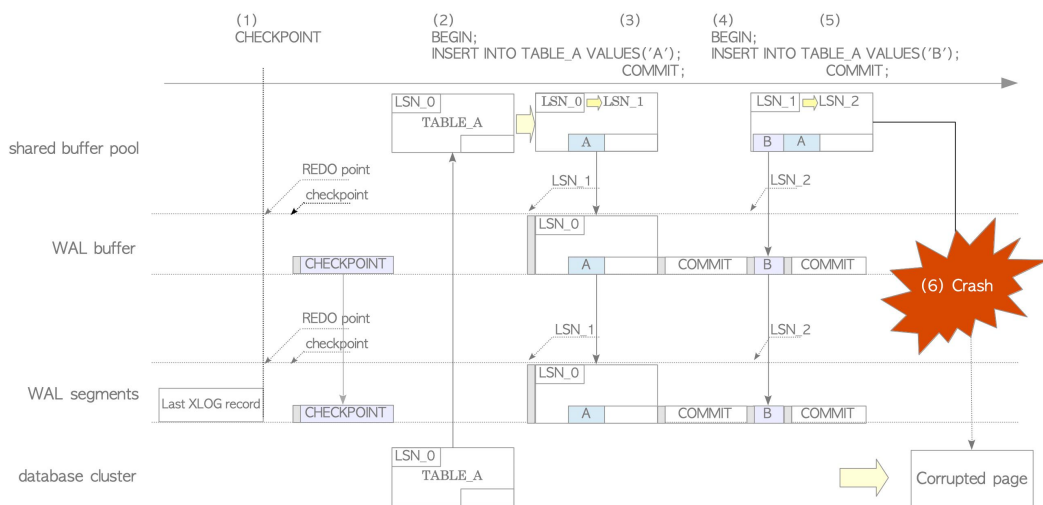 (1)
CHECKPOINT
(2)
BEGIN;
INSERT INTO TABLE_A VALUES('A');
(3)
COMMIT;
(4)
BEGIN;
INSERT INTO TABLE_A VALUES('B');
(5)
COMMIT;
shared buffer pool
LSN_0
TABLE_A
LSN_0 LSN_1
A
LSN_1 LSN_2
B A
REDO point
checkpoint
LSN_1
LSN_2
WAL buffer
CHECKPOINT
LSN_0
A COMMIT B COMMIT
(6) Crash
REDO point
checkpoint
LSN_1
LSN_2
WAL segments
Last XLOG record
CHECKPOINT
LSN_0
A COMMIT B COMMIT
database cluster
LSN_0
TABLE_A
Corrupted page